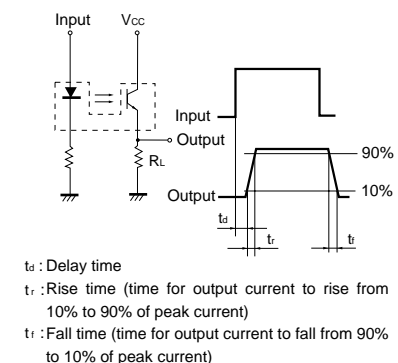 Input Vcc
Input
Output
RL
90%
10%
Output
td
tr
tf
td : Delay time
tr : Rise time (time for output current to rise from
10% to 90% of peak current)
tf : Fall time (time for output current to fall from 90%
to 10% of peak current)